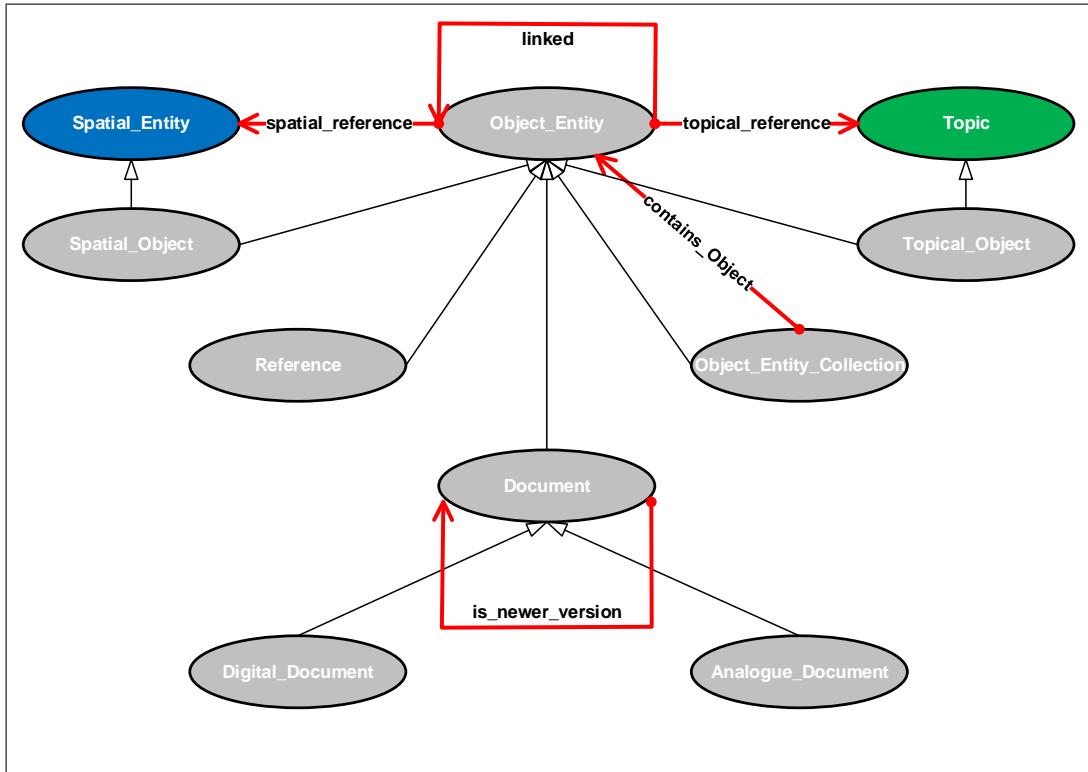 linked
Spatial_Entity
spatial_reference
Object_Entity
topical_reference
Topic
contains_Object
Spatial_Object
Topical_Object
Reference
Object_Entity_Collection
Document
is_newer_version
Digital_Document
Analogue_Document